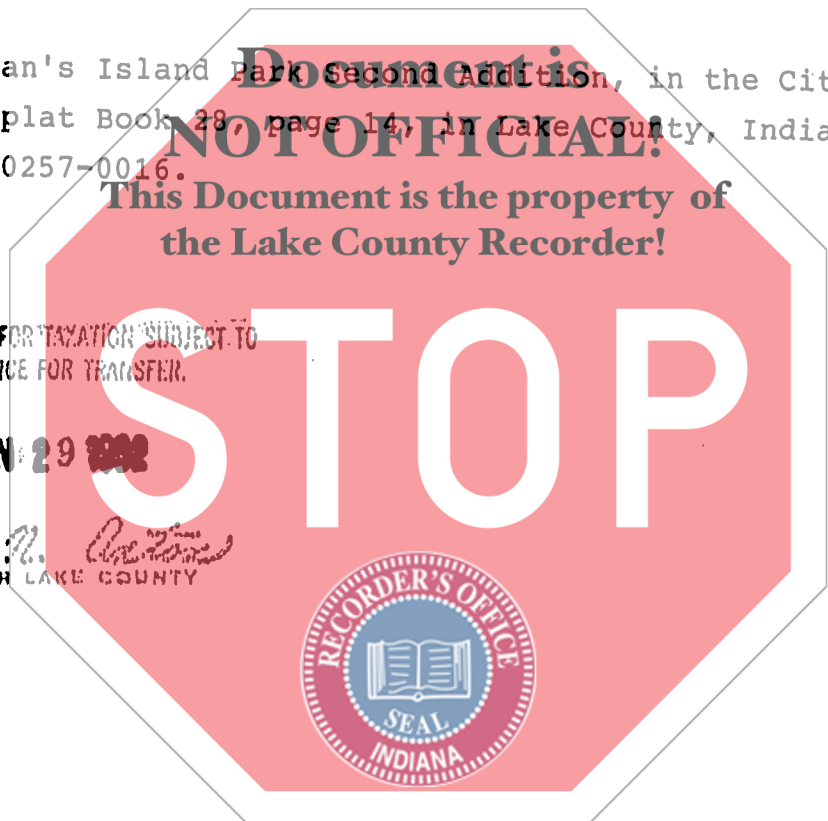 an's Island Park Second Addition, in the Cit
plat Book 28, page 14, in Lake County, India
0257-0016.
Document is
NOT OFFICIAL!
This Document is the property of
the Lake County Recorder!
FOR TAXATION SUBJECT TO
ICE FOR TRANSFER.
STOP
N 29
LAKE COUNTY
RECORDER'S OFFICE
SEAL
INDIANA